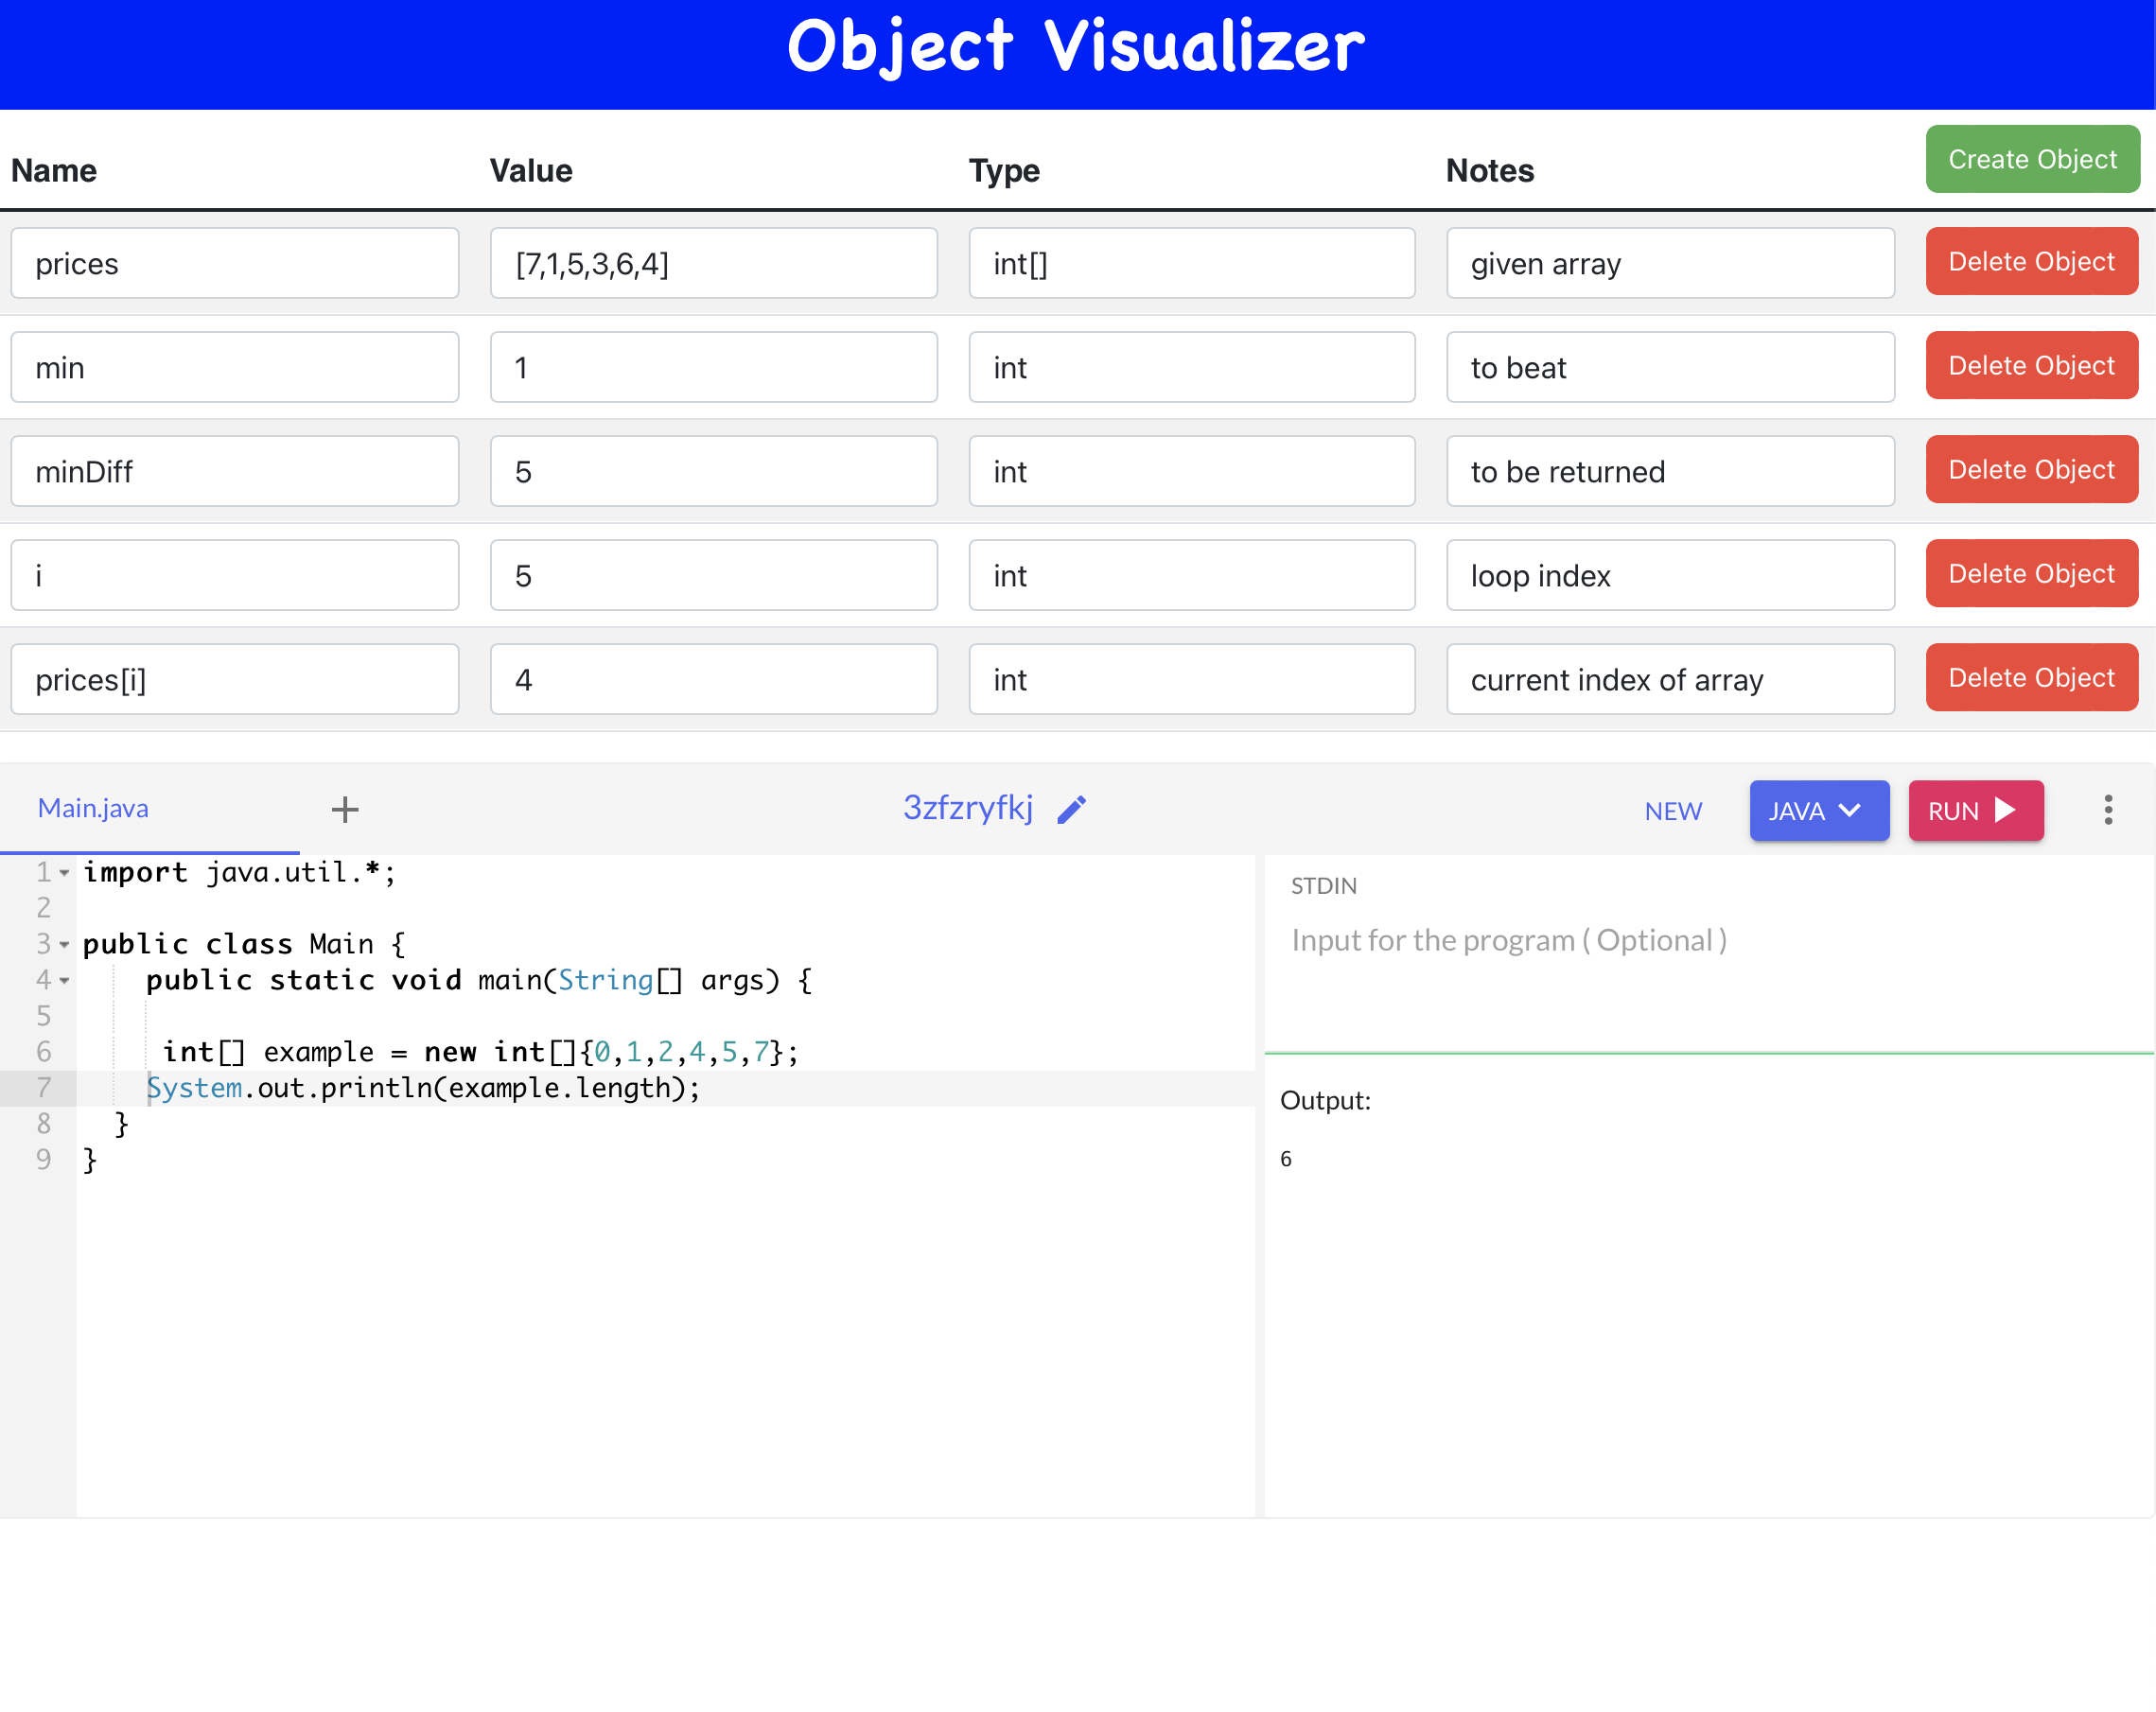 Object Visualizer
Name Value Type Notes Create Object
prices [7,1,5,3,6,4] int[] given array Delete Object
min 1 int to beat Delete Object
minDiff 5 int to be returned Delete Object
i 5 int loop index Delete Object
prices[i] 4 int current index of array Delete Object
Main.java + 3zfzryfkj NEW JAVA RUN
1 import java.util.*;
2
3 public class Main {
4 public static void main(String[] args) {
5
6 int[] example = new int[]{0,1,2,4,5,7};
7 System.out.println(example.length);
8 }
9 }
STDIN
Input for the program ( Optional )
Output:
6